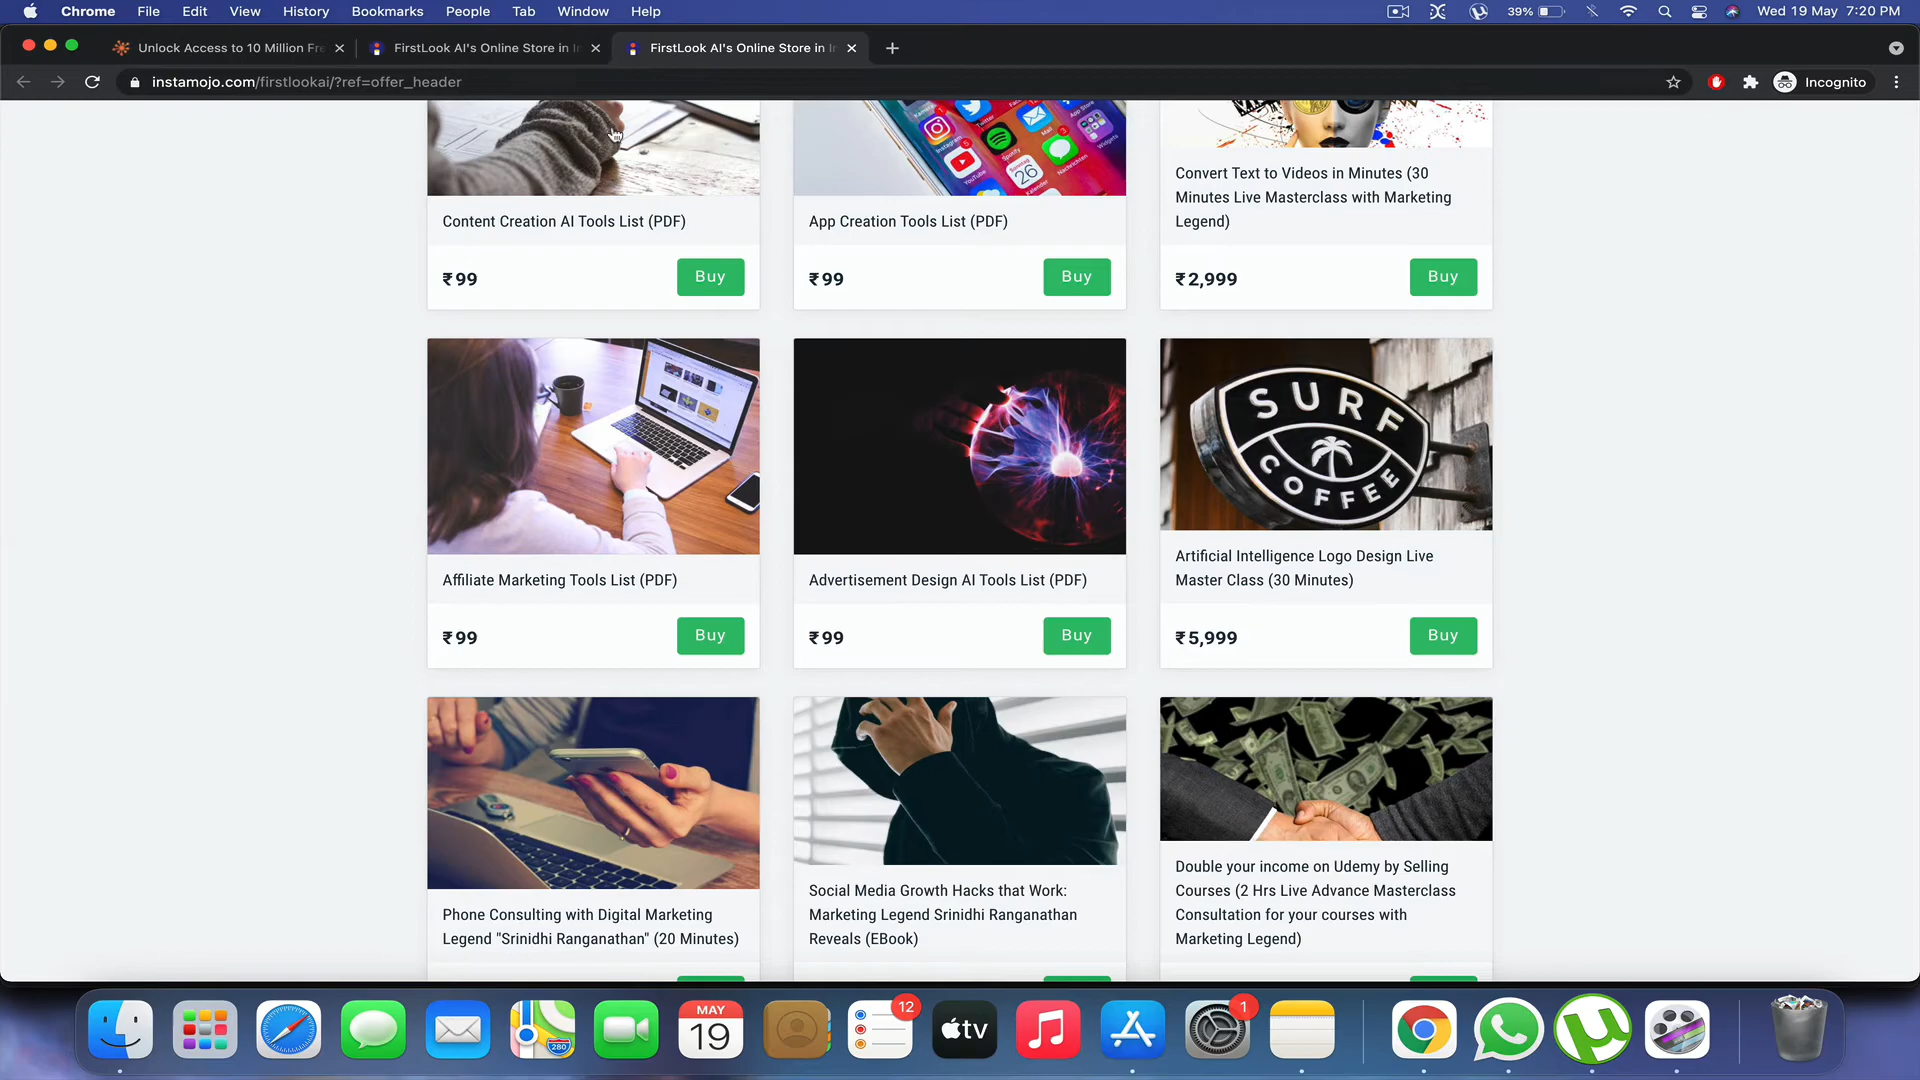 Chrome File Edit View History Bookmarks People Tab Window Help
39% Wed 19 May 7:20 PM
Unlock Access to 10 Million Fre
FirstLook AI's Online Store in In
FirstLook AI's Online Store in In
instamojo.com/firstlookai/?ref=offer_header
Incognito
Content Creation AI Tools List (PDF)
₹99
Buy
App Creation Tools List (PDF)
₹99
Buy
Convert Text to Videos in Minutes (30
Minutes Live Masterclass with Marketing
Legend)
₹2,999
Buy
Affiliate Marketing Tools List (PDF)
₹99
Buy
Advertisement Design AI Tools List (PDF)
₹99
Buy
SURF
COFFEE
Artificial Intelligence Logo Design Live
Master Class (30 Minutes)
₹5,999
Buy
Phone Consulting with Digital Marketing
Legend "Srinidhi Ranganathan" (20 Minutes)
Social Media Growth Hacks that Work:
Marketing Legend Srinidhi Ranganathan
Reveals (EBook)
Double your income on Udemy by Selling
Courses (2 Hrs Live Advance Masterclass
Consultation for your courses with
Marketing Legend)
280
MAY
19
12
tv
1